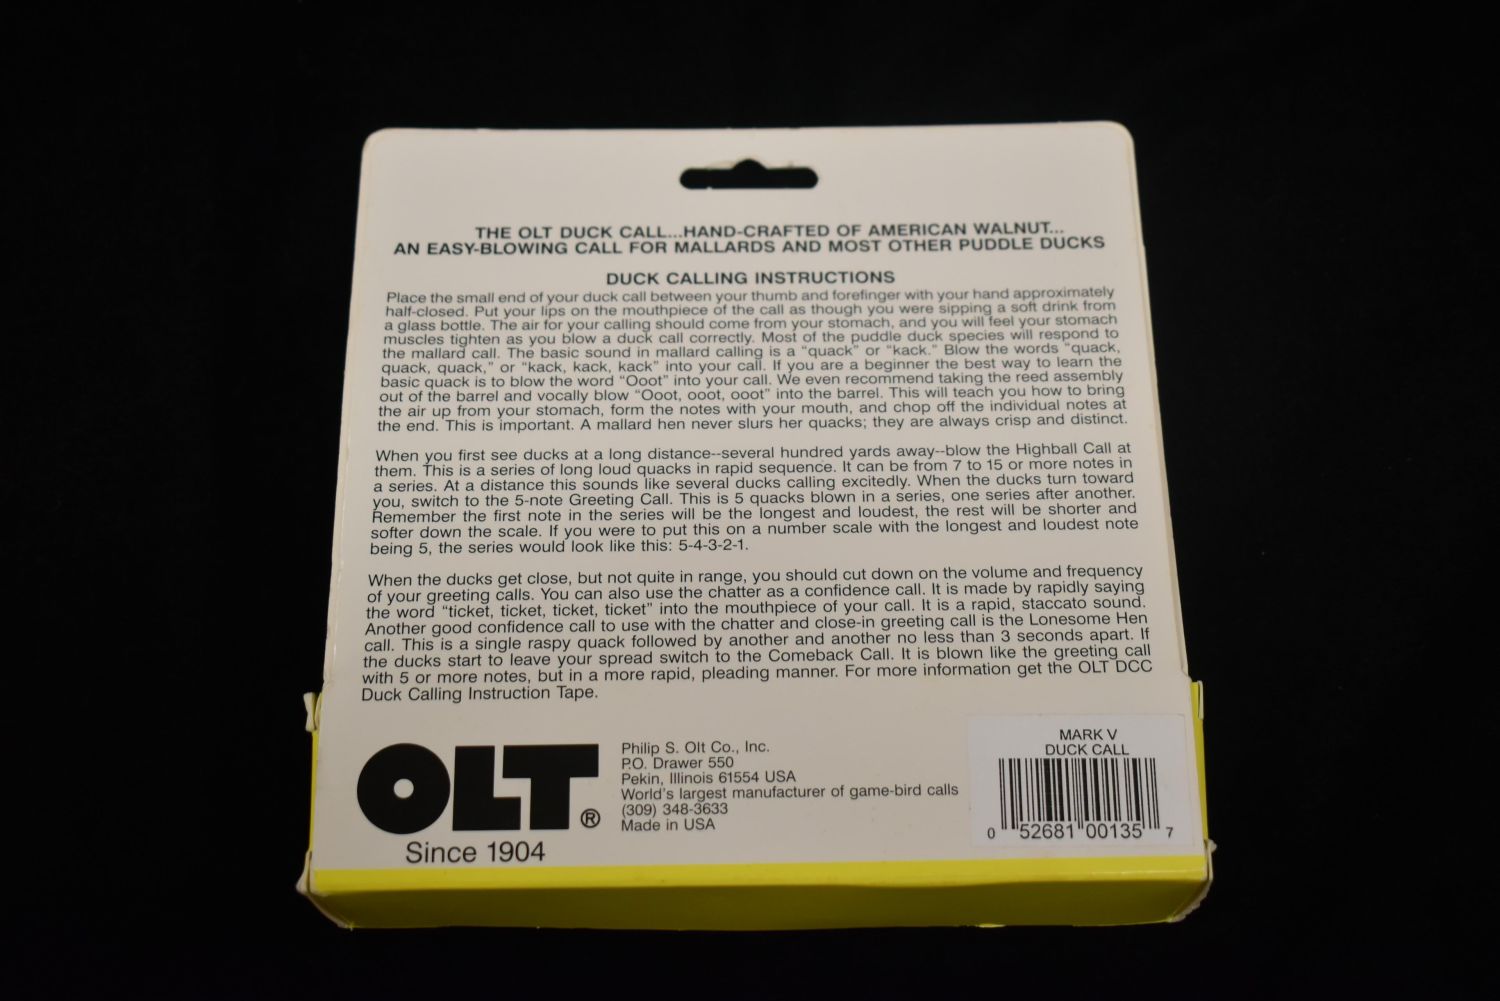 THE OLT DUCK CALL...HAND-CRAFTED OF AMERICAN WALNUT...
AN EASY-BLOWING CALL FOR MALLARDS AND MOST OTHER PUDDLE DUCKS
DUCK CALLING INSTRUCTIONS
Place the small end of your duck call between your thumb and forefinger with your hand approximately
half-closed. Put your lips on the mouthpiece of the call as though you were sipping a soft drink from
a glass bottle. The air for your calling should come from your stomach, and you will feel your stomach
muscles tighten as you blow a duck call correctly. Most of the puddle duck species will respond to
the mallard call. The basic sound in mallard calling is a "quack" or "kack." Blow the words "quack,
quack, quack," or "kack, kack, kack" into your call. If you are a beginner the best way to learn the
basic quack is to blow the word "Ooot" into your call. We even recommend taking the reed assembly
out of the barrel and vocally blow "Ooot, ooot, ooot" into the barrel. This will teach you how to bring
the air up from your stomach, form the notes with your mouth, and chop off the individual notes at
the end. This is important. A mallard hen never slurs her quacks; they are always crisp and distinct.
When you first see ducks at a long distance--several hundred yards away--blow the Highball Call at
them. This is a series of long loud quacks in rapid sequence. It can be from 7 to 15 or more notes in
a series. At a distance this sounds like several ducks calling excitedly. When the ducks turn toward
you, switch to the 5-note Greeting Call. This is 5 quacks blown in a series, one series after another.
Remember the first note in the series will be the longest and loudest, the rest will be shorter and
softer down the scale. If you were to put this on a number scale with the longest and loudest note
being 5, the series would look like this: 5-4-3-2-1.
When the ducks get close, but not quite in range, you should cut down on the volume and frequency
of your greeting calls. You can also use the chatter as a confidence call. It is made by rapidly saying
the word "ticket, ticket, ticket, ticket" into the mouthpiece of your call. It is a rapid, staccato sound.
Another good confidence call to use with the chatter and close-in greeting call is the Lonesome Hen
call. This is a single raspy quack followed by another and another no less than 3 seconds apart. If
the ducks start to leave your spread switch to the Comeback Call. It is blown like the greeting call
with 5 or more notes, but in a more rapid, pleading manner. For more information get the OLT DCC
Duck Calling Instruction Tape.
OLT®
Since 1904
Philip S. Olt Co., Inc.
P.O. Drawer 550
Pekin, Illinois 61554 USA
World's largest manufacturer of game-bird calls
(309) 348-3633
Made in USA
MARK V
DUCK CALL
0 52681 00135 7